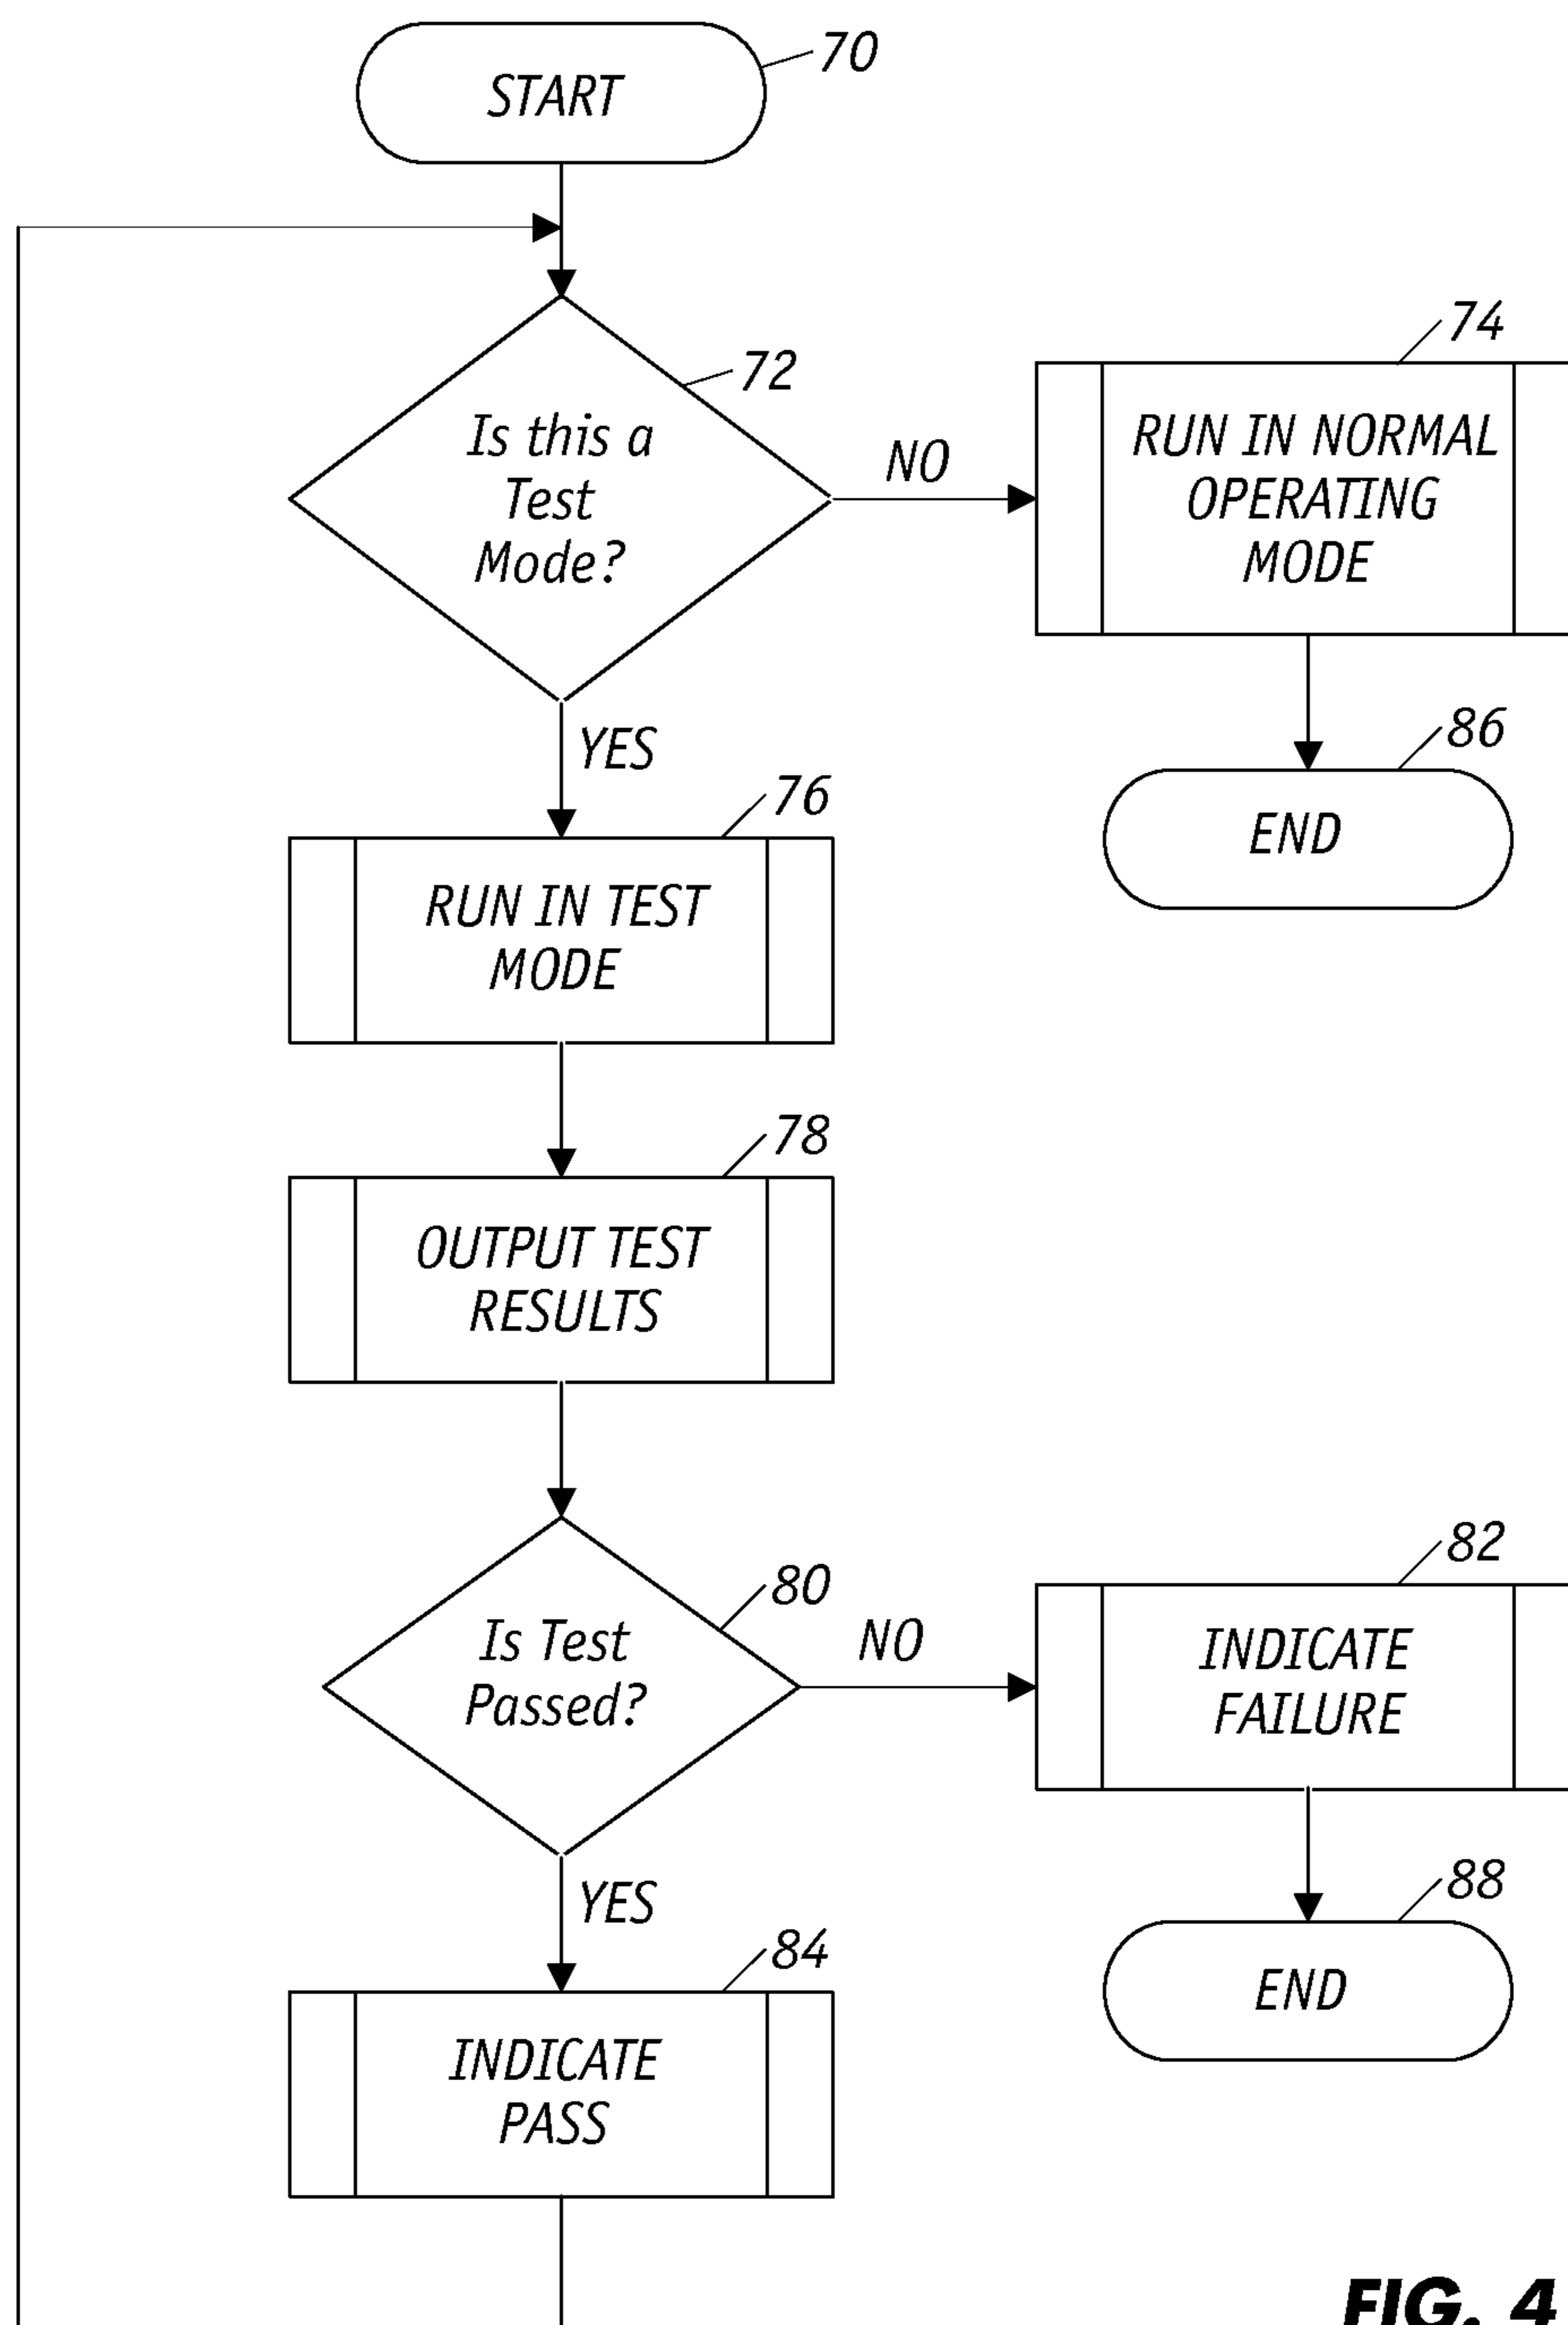 START
70
72
Is this a
Test
Mode?
NO
74
RUN IN NORMAL
OPERATING
MODE
YES
86
END
76
RUN IN TEST
MODE
78
OUTPUT TEST
RESULTS
80
Is Test
Passed?
NO
82
INDICATE
FAILURE
YES
88
END
84
INDICATE
PASS
FIG. 4